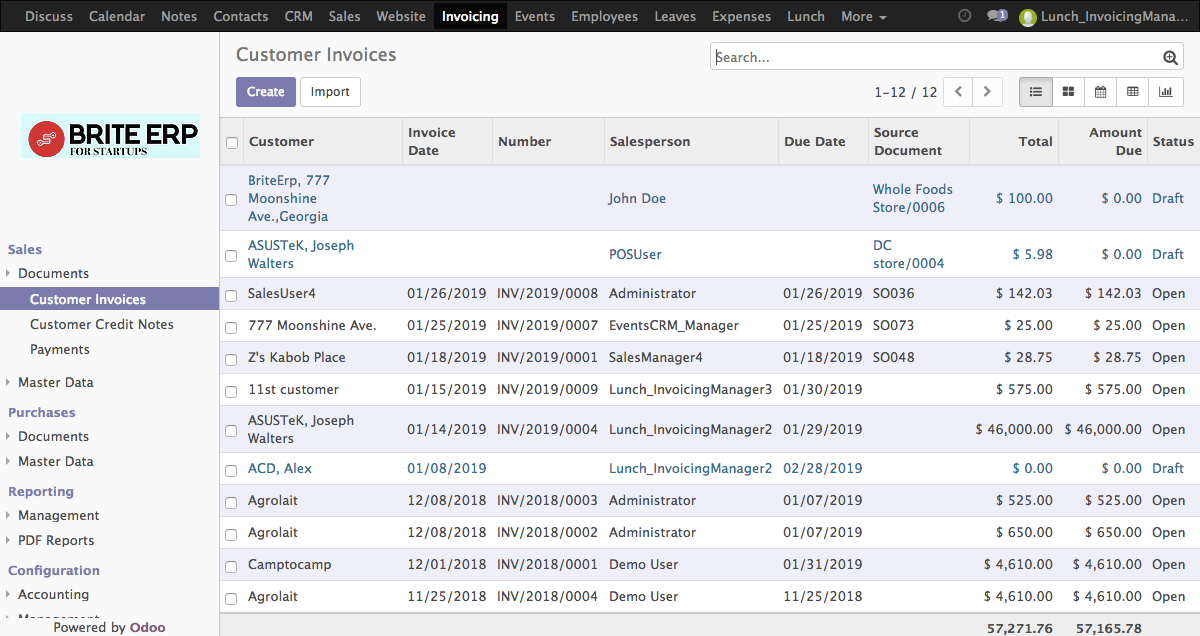 Discuss Calendar Notes Contacts CRM Sales Website Invoicing Events Employees Leaves Expenses Lunch More 1 Lunch_InvoicingMana...
Customer Invoices
Search...
Create Import
1-12 / 12
BRITE ERP
FOR STARTUPS
Sales
Documents
Customer Invoices
Customer Credit Notes
Payments
Master Data
Purchases
Documents
Master Data
Reporting
Management
PDF Reports
Configuration
Accounting
Powered by Odoo
Customer Invoice Date Number Salesperson Due Date Source Document Total Amount Due Status
BriteErp, 777 Moonshine Ave.,Georgia John Doe Whole Foods Store/0006 $ 100.00 $ 0.00 Draft
ASUSTeK, Joseph Walters POSUser DC store/0004 $ 5.98 $ 0.00 Draft
SalesUser4 01/26/2019 INV/2019/0008 Administrator 01/26/2019 SO036 $ 142.03 $ 142.03 Open
777 Moonshine Ave. 01/25/2019 INV/2019/0007 EventsCRM_Manager 01/25/2019 SO073 $ 25.00 $ 25.00 Open
Z's Kabob Place 01/18/2019 INV/2019/0001 SalesManager4 01/18/2019 SO048 $ 28.75 $ 28.75 Open
11st customer 01/15/2019 INV/2019/0009 Lunch_InvoicingManager3 01/30/2019 $ 575.00 $ 575.00 Open
ASUSTeK, Joseph Walters 01/14/2019 INV/2019/0004 Lunch_InvoicingManager2 01/29/2019 $ 46,000.00 $ 46,000.00 Open
ACD, Alex 01/08/2019 Lunch_InvoicingManager2 02/28/2019 $ 0.00 $ 0.00 Draft
Agrolait 12/08/2018 INV/2018/0003 Administrator 01/07/2019 $ 525.00 $ 525.00 Open
Agrolait 12/08/2018 INV/2018/0002 Administrator 01/07/2019 $ 650.00 $ 650.00 Open
Camptocamp 12/01/2018 INV/2018/0001 Demo User 01/31/2019 $ 4,610.00 $ 4,610.00 Open
Agrolait 11/25/2018 INV/2018/0004 Demo User 11/25/2018 $ 4,610.00 $ 4,610.00 Open
57,271.76 57,165.78